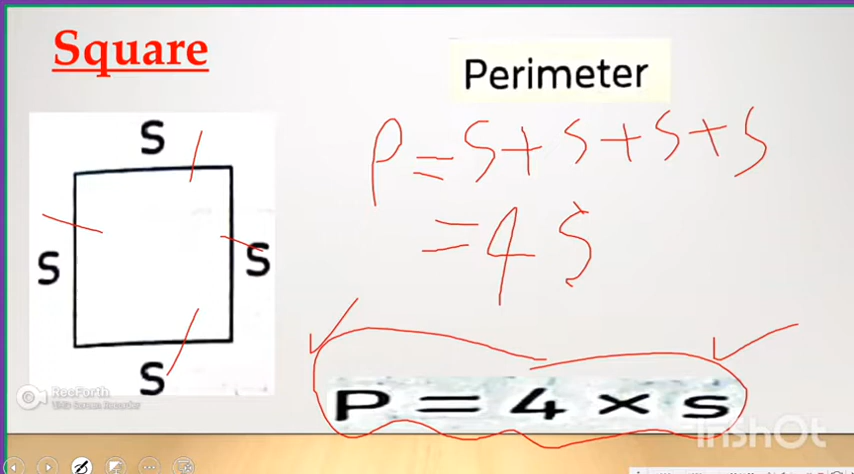 Square
Perimeter
S
S
S
S
P = S + S + S + S
= 4 S
P = 4 × s
RecForth
InShot